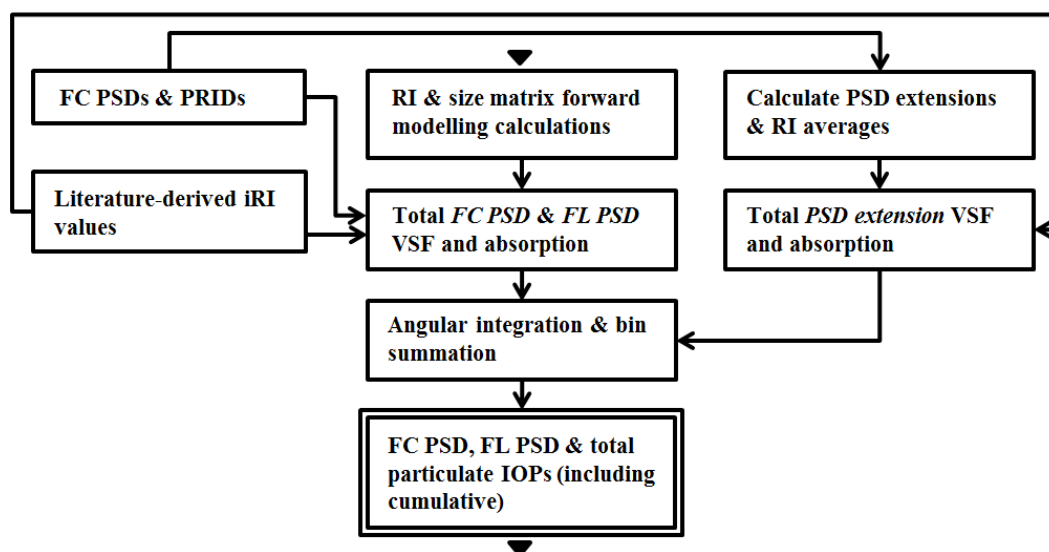 FC PSDs & PRIDs
RI & size matrix forward
modelling calculations
Calculate PSD extensions
& RI averages
Literature-derived iRI
values
Total FC PSD & FL PSD
VSF and absorption
Total PSD extension VSF
and absorption
Angular integration & bin
summation
FC PSD, FL PSD & total
particulate IOPs (including
cumulative)